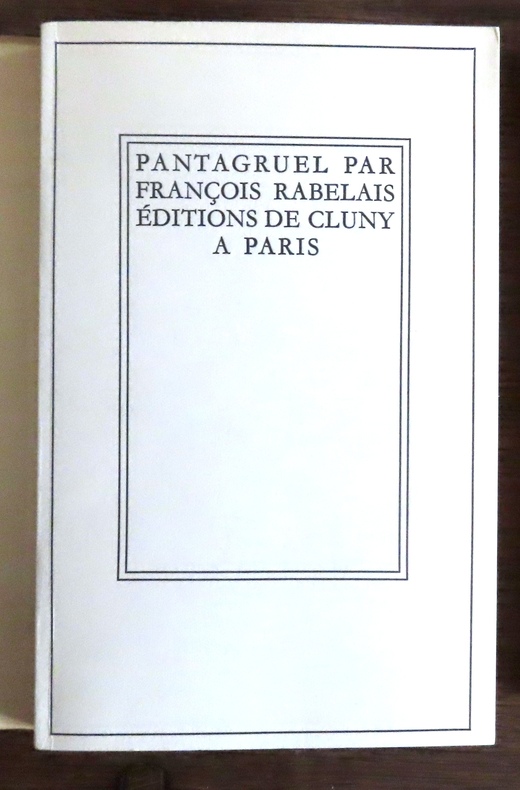 PANTAGRUEL PAR
FRANÇOIS RABELAIS
ÉDITIONS DE CLUNY
A PARIS